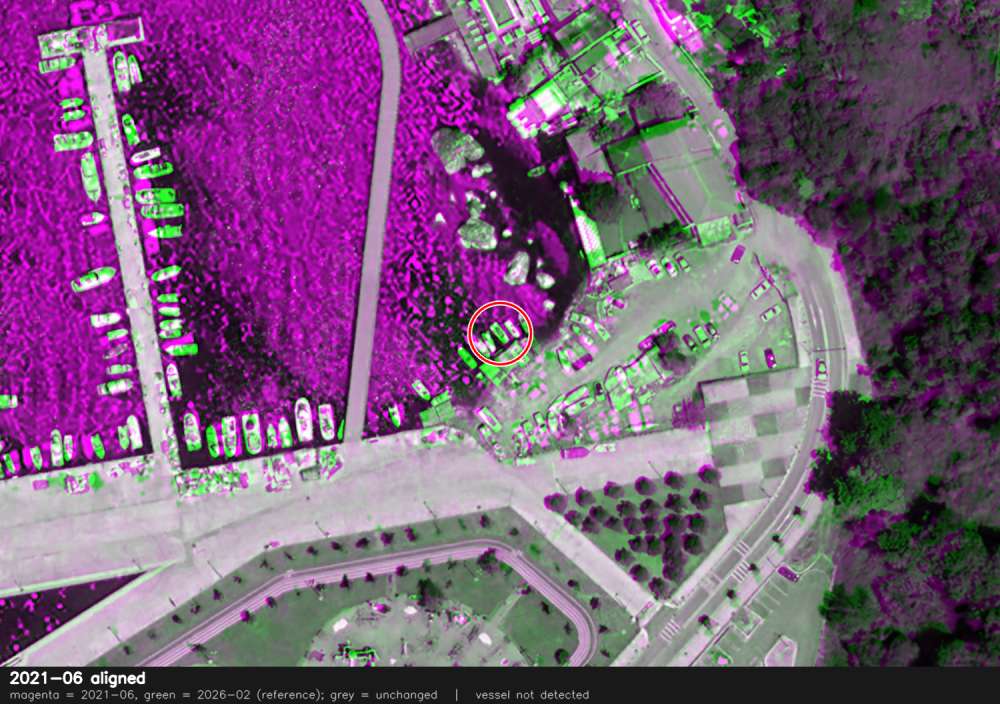 2021-06 aligned
magenta = 2021-06, green = 2026-02 (reference); grey = unchanged | vessel not detected